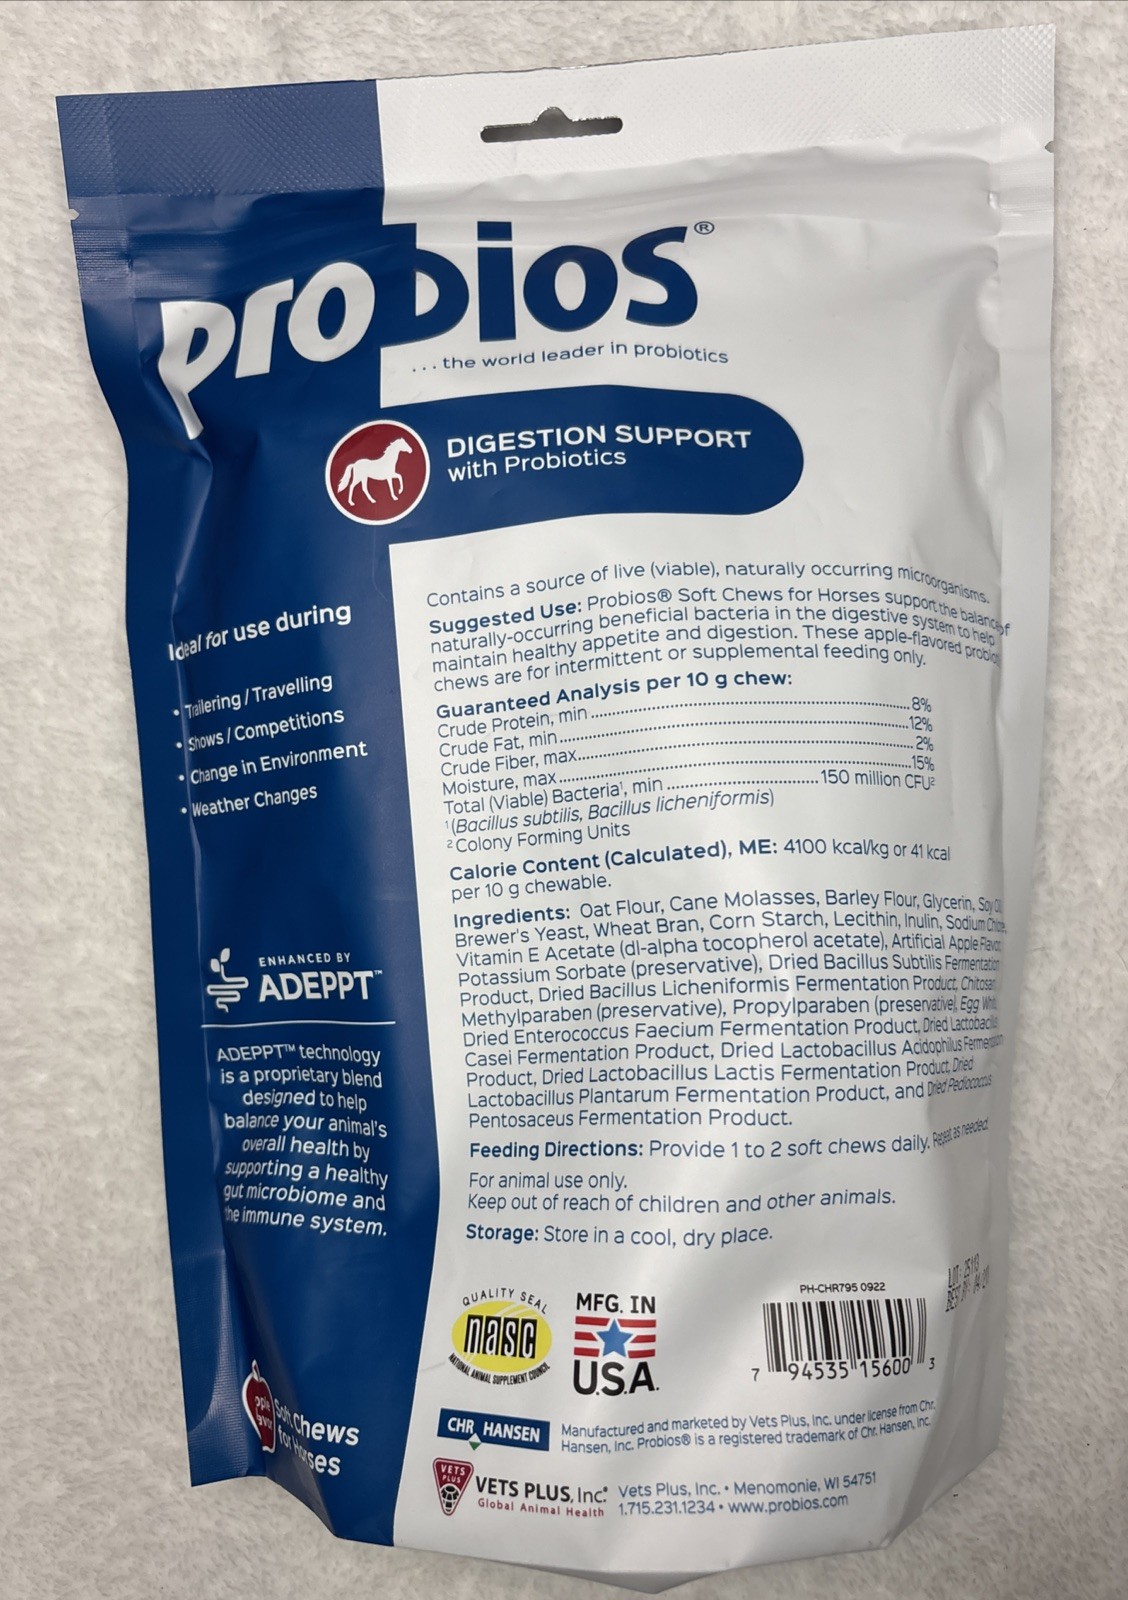 probios®
... the world leader in probiotics
DIGESTION SUPPORT
with Probiotics
Ideal for use during
• Trailering / Travelling
• Shows / Competitions
• Change in Environment
• Weather Changes
ENHANCED BY
ADEPPT™
ADEPPT™ technology
is a proprietary blend
designed to help
balance your animal's
overall health by
supporting a healthy
gut microbiome and
the immune system.
apple
flavor
Soft Chews
for Horses
Contains a source of live (viable), naturally occurring microorganisms.
Suggested Use: Probios® Soft Chews for Horses support the balance of
naturally-occurring beneficial bacteria in the digestive system to help
maintain healthy appetite and digestion. These apple-flavored
chews are for intermittent or supplemental feeding only.
Guaranteed Analysis per 10 g chew:
Crude Protein, min ... 8%
Crude Fat, min ... 12%
Crude Fiber, max ... 2%
Moisture, max ... 15%
Total (Viable) Bacteria¹, min ... 150 million CFU²
¹(Bacillus subtilis, Bacillus licheniformis)
² Colony Forming Units
Calorie Content (Calculated), ME: 4100 kcal/kg or 41 kcal
per 10 g chewable.
Ingredients: Oat Flour, Cane Molasses, Barley Flour, Glycerin, Soy
Brewer's Yeast, Wheat Bran, Corn Starch, Lecithin, Inulin, Sodium
Vitamin E Acetate (dl-alpha tocopherol acetate), Artificial Apple
Potassium Sorbate (preservative), Dried Bacillus Subtilis Fermentation
Product, Dried Bacillus Licheniformis Fermentation Product, Chitosan
Methylparaben (preservative), Propylparaben (preservative), Egg
Dried Enterococcus Faecium Fermentation Product, Dried
Casei Fermentation Product, Dried Lactobacillus Acidophilus Fermentation
Product, Dried Lactobacillus Lactis Fermentation Product, Dried
Lactobacillus Plantarum Fermentation Product, and Dried Pediococcus
Pentosaceus Fermentation Product.
Feeding Directions: Provide 1 to 2 soft chews daily. Repeat as needed.
For animal use only.
Keep out of reach of children and other animals.
Storage: Store in a cool, dry place.
QUALITY SEAL
nasc
NATIONAL ANIMAL SUPPLEMENT COUNCIL
MFG. IN
U.S.A.
PH-CHR795 0922
7 94535 15600 3
LOT: 25113
CHR HANSEN
Manufactured and marketed by Vets Plus, Inc. under license from Chr.
Hansen, Inc. Probios® is a registered trademark of Chr. Hansen, Inc.
VETS
PLUS
VETS PLUS, Inc.®
Global Animal Health
Vets Plus, Inc. • Menomonie, WI 54751
1.715.231.1234 • www.probios.com